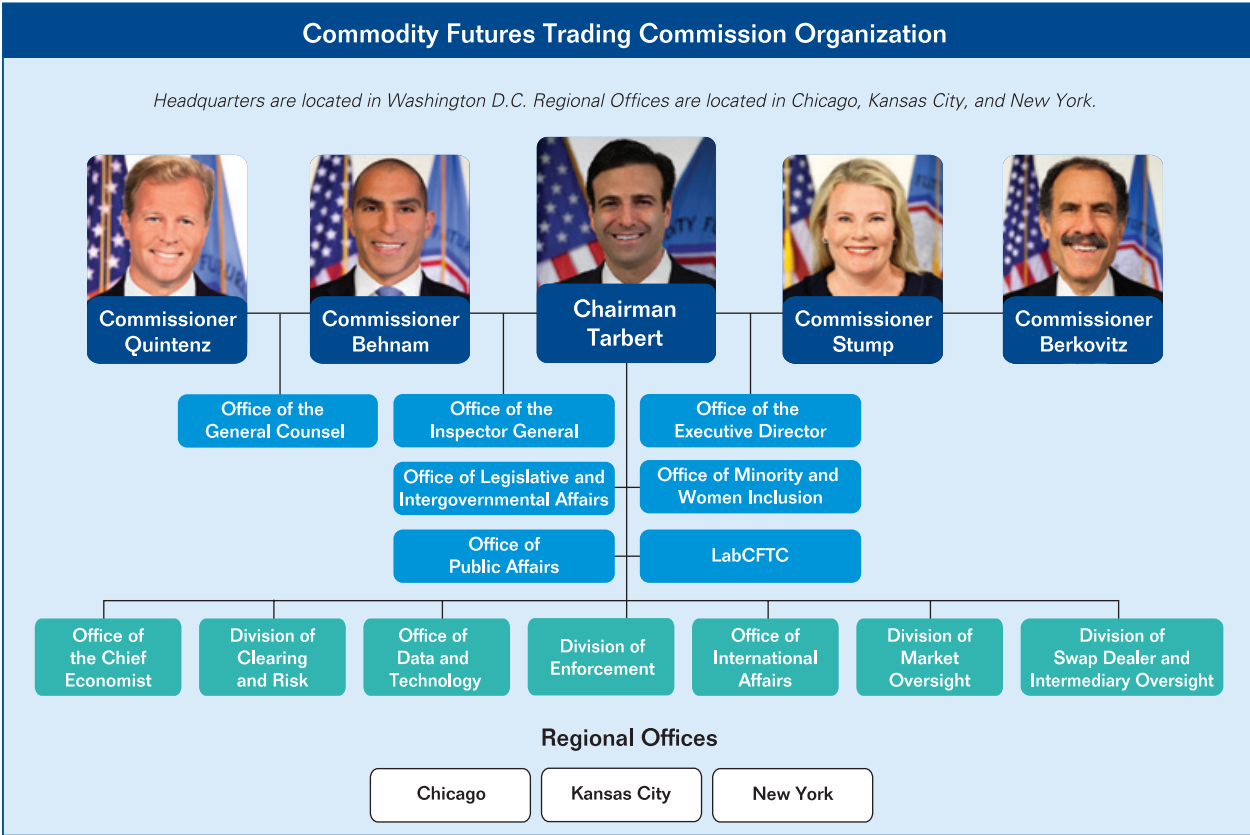 Commodity Futures Trading Commission Organization
Headquarters are located in Washington D.C. Regional Offices are located in Chicago, Kansas City, and New York.
Commissioner
Quintenz
Commissioner
Behnam
Chairman
Tarbert
Commissioner
Stump
Commissioner
Berkovitz
Office of the
General Counsel
Office of the
Inspector General
Office of the
Executive Director
Office of Legislative and
Intergovernmental Affairs
Office of Minority and
Women Inclusion
Office of
Public Affairs
LabCFTC
Office of
the Chief
Economist
Division of
Clearing
and Risk
Office of
Data and
Technology
Division of
Enforcement
Office of
International
Affairs
Division of
Market
Oversight
Division of
Swap Dealer and
Intermediary Oversight
Regional Offices
Chicago
Kansas City
New York